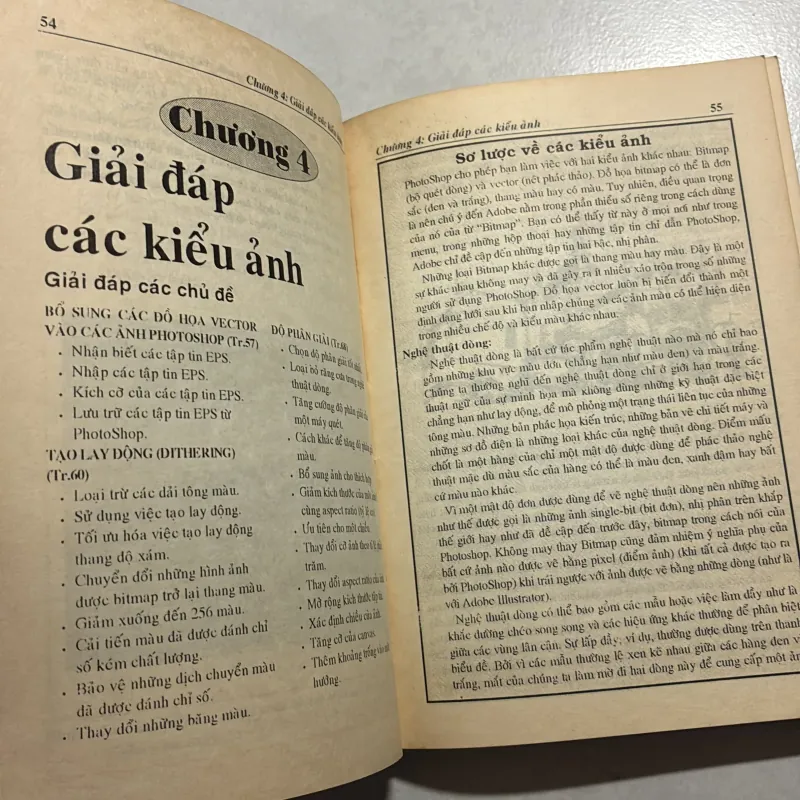 54
Chương 4: Giải đáp các kiểu ảnh
Chương 4
Giải đáp
các kiểu ảnh
Giải đáp các chủ đề
BỔ SUNG CÁC ĐỒ HỌA VECTOR
VÀO CÁC ẢNH PHOTOSHOP (Tr.57)
• Nhận biết các tập tin EPS.
• Nhập các tập tin EPS.
• Kích cỡ của các tập tin EPS.
• Lưu trữ các tập tin EPS từ
PhotoShop.
TẠO LAY ĐỘNG (DITHERING)
(Tr.60)
• Loại trừ các dải tông màu.
• Sử dụng việc tạo lay động.
• Tối ưu hóa việc tạo lay động
thang độ xám.
• Chuyển đổi những hình ảnh
được bitmap trở lại thang màu.
• Giảm xuống đến 256 màu.
• Cải tiến màu đã được đánh chỉ
số kém chất lượng.
• Bảo vệ những dịch chuyển màu
đã được đánh chỉ số.
• Thay đổi những băng màu.
ĐỘ PHÂN GIẢI
• Chọn độ phân giải
• Loại bỏ răng cưa trong
thuật dòng.
• Tăng cường độ phân giải
một máy quét.
• Cách khác để tăng độ phân
màu.
• Bổ sung ảnh cho thích hợp
• Giảm kích thước của một
cùng aspect ratio
• Ưu tiên cho một chiều.
• Thay đổi cỡ ảnh theo
trăm.
• Thay đổi aspect ratio của
• Mở rộng kích thước tập tin
• Xác định chiều của ảnh.
• Tăng cỡ của canvas.
• Thêm khoảng trống vào
hướng.
55
Chương 4: Giải đáp các kiểu ảnh
Sơ lược về các kiểu ảnh
PhotoShop cho phép bạn làm việc với hai kiểu ảnh khác nhau: Bitmap
(bộ quét dòng) và vector (nét phác thảo). Đồ họa bitmap có thể là đơn
sắc (đen và trắng), thang màu hay có màu. Tuy nhiên, điều quan trọng
là nên chú ý đến Adobe nằm trong phần thiểu số riêng trong cách dùng
của nó của từ “Bitmap”. Bạn có thể thấy từ này ở mọi nơi như trong
menu, trong những hộp thoại hay những tập tin chỉ dẫn PhotoShop,
Adobe chỉ đề cập đến những tập tin hai bậc, nhị phân.
Những loại Bitmap khác được gọi là thang màu hay màu. Đây là một
sự khác nhau không may và đã gây ra ít nhiều xáo trộn trong số những
người sử dụng PhotoShop. Đồ họa vector luôn bị biến đổi thành một
định dạng lưới sau khi bạn nhập chúng và các ảnh màu có thể hiện diện
trong nhiều chế độ và kiểu màu khác nhau.
Nghệ thuật dòng:
Nghệ thuật dòng là bất cứ tác phẩm nghệ thuật nào mà nó chỉ bao
gồm những khu vực màu đơn (chẳng hạn như màu đen) và màu trắng.
Chúng ta thường nghĩ đến nghệ thuật dòng chỉ ở giới hạn trong các
thuật ngữ của sự minh họa mà không dùng những kỹ thuật đặc biệt
chẳng hạn như lay động, để mô phỏng một trạng thái liên tục của những
tông màu. Những bản phác họa kiến trúc, những bản vẽ chi tiết máy và
những sơ đồ điện là những loại khác của nghệ thuật dòng. Điểm mấu
chốt là một hạng của chỉ một mật độ được dùng để phác thảo nghệ
thuật mặc dù màu sắc của hàng có thể là màu đen, xanh đậm hay bất
cứ màu nào khác.
Vì một mật độ đơn được dùng để vẽ nghệ thuật dòng nên những ảnh
như thế được gọi là những ảnh single-bit (bit đơn), nhị phân trên khắp
thế giới hay như đã đề cập đến trước đây, bitmap trong cách nói của
Photoshop. Không may thay Bitmap cũng đảm nhiệm ý nghĩa phụ của
bất cứ ảnh nào được vẽ bằng pixel (điểm ảnh) (khi tất cả được tạo ra
bởi PhotoShop) khi trái ngược với ảnh được vẽ bằng những dòng (như là
với Adobe Illustrator).
Nghệ thuật dòng có thể bao gồm các mẫu hoặc việc làm đầy như là
khắc đường chéo song song và các hiệu ứng khác thường để phân biệt
giữa các vùng lân cận. Sự lấp đầy, ví dụ, thường được dùng trên thanh
biểu đề. Bởi vì các mẫu thường lệ xen kẽ nhau giữa các hàng đen v
trắng, mắt của chúng ta làm mờ đi hai dòng này để cung cấp một ản